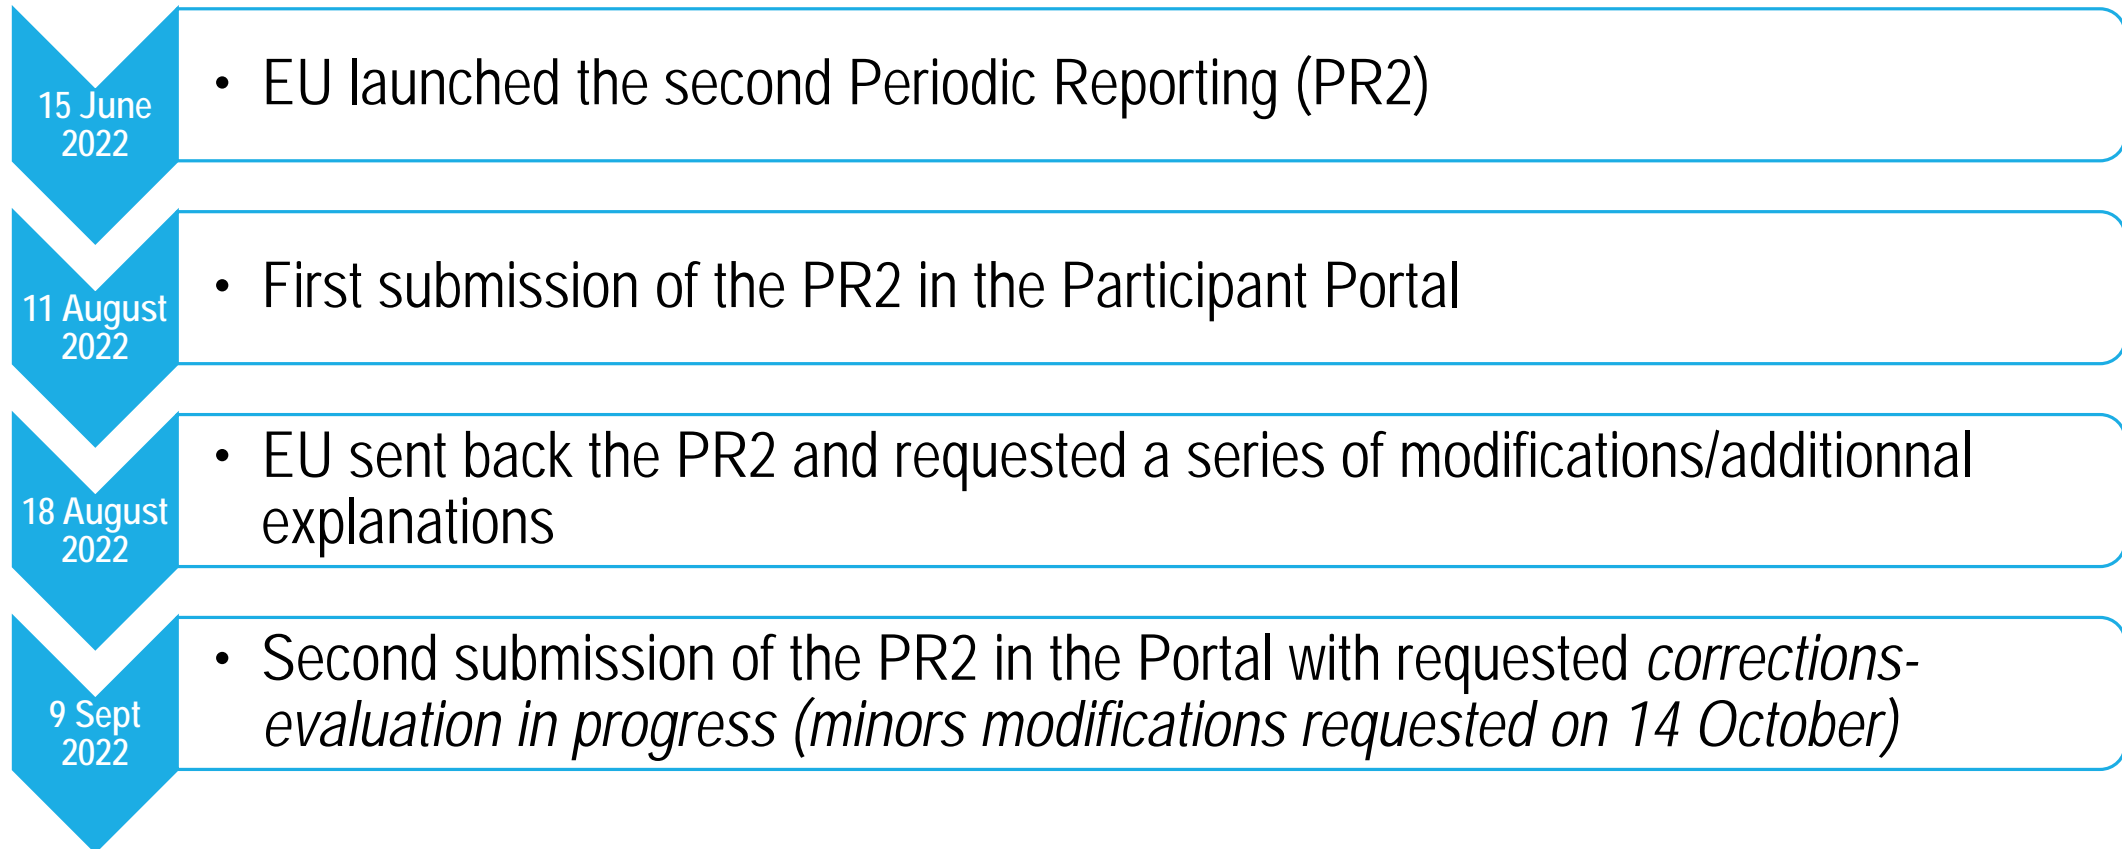 15 June
2022
• EU launched the second Periodic Reporting (PR2)
11 August
2022
• First submission of the PR2 in the Participant Portal
18 August
2022
• EU sent back the PR2 and requested a series of modifications/additionnal
explanations
9 Sept
2022
• Second submission of the PR2 in the Portal with requested corrections-
evaluation in progress (minors modifications requested on 14 October)